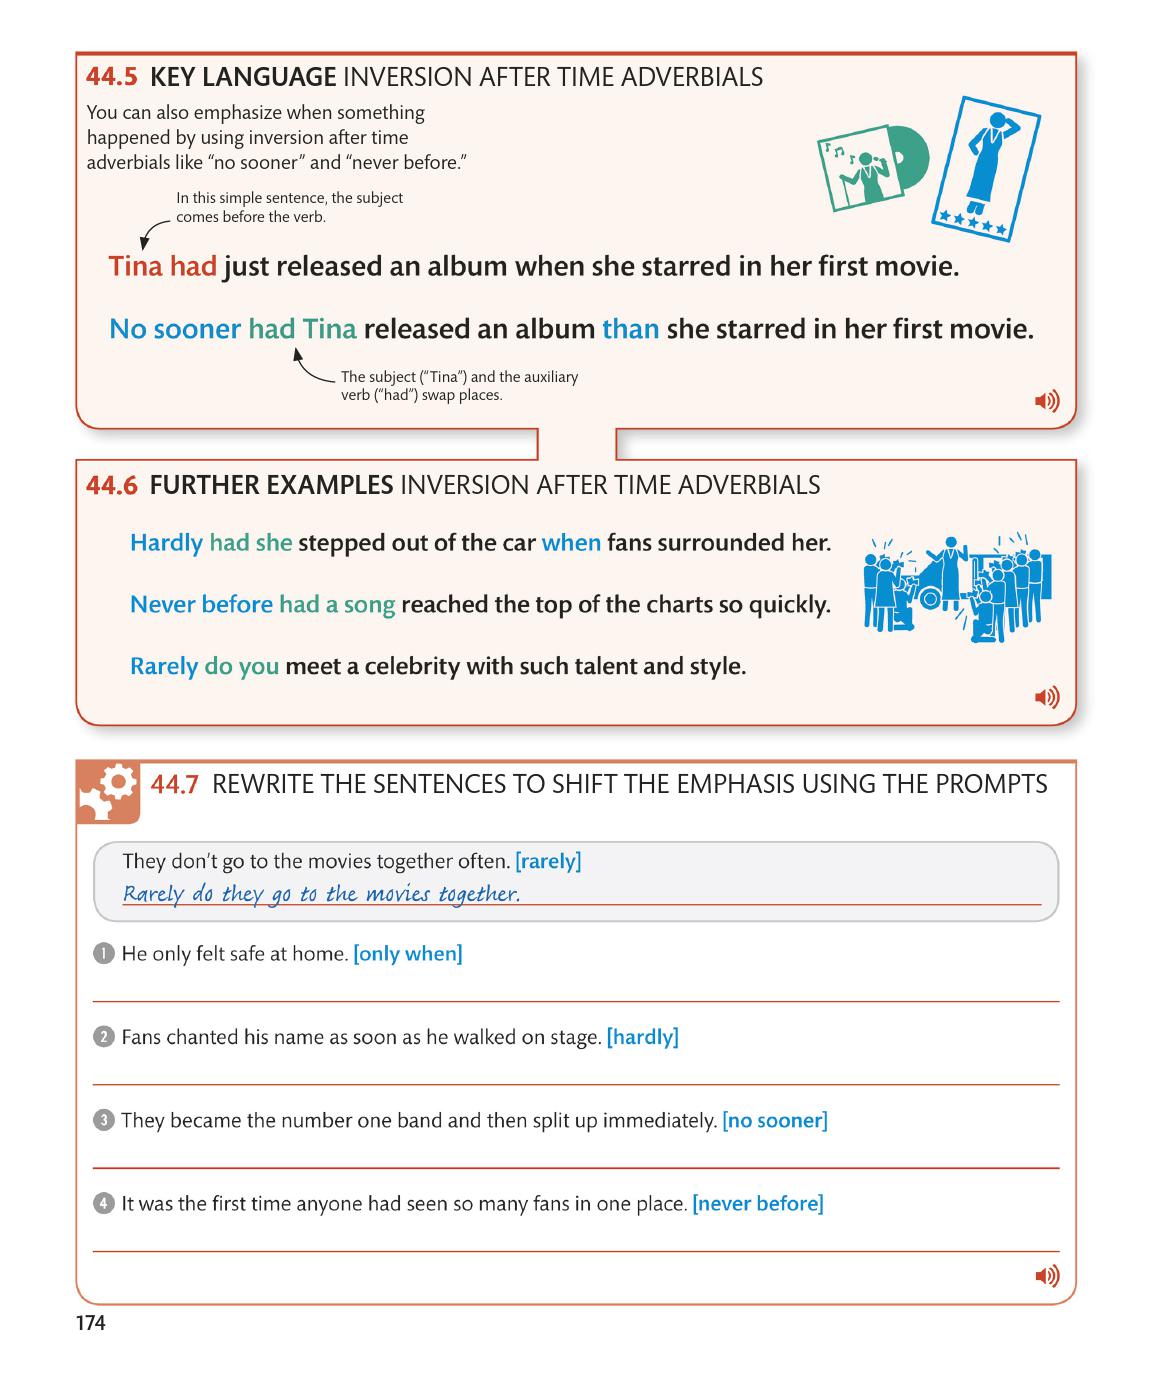 44.5 KEY LANGUAGE INVERSION AFTER TIME ADVERBIALS
You can also emphasize when something
happened by using inversion after time
adverbials like “no sooner” and “never before.”
In this simple sentence, the subject
comes before the verb.
Tina had just released an album when she starred in her first movie.
No sooner had Tina released an album than she starred in her first movie.
The subject (“Tina”) and the auxiliary
verb (“had”) swap places.
44.6 FURTHER EXAMPLES INVERSION AFTER TIME ADVERBIALS
Hardly had she stepped out of the car when fans surrounded her.
Never before had a song reached the top of the charts so quickly.
Rarely do you meet a celebrity with such talent and style.
44.7 REWRITE THE SENTENCES TO SHIFT THE EMPHASIS USING THE PROMPTS
They don’t go to the movies together often. [rarely]
Rarely do they go to the movies together.
1 He only felt safe at home. [only when]
2 Fans chanted his name as soon as he walked on stage. [hardly]
3 They became the number one band and then split up immediately. [no sooner]
4 It was the first time anyone had seen so many fans in one place. [never before]
174